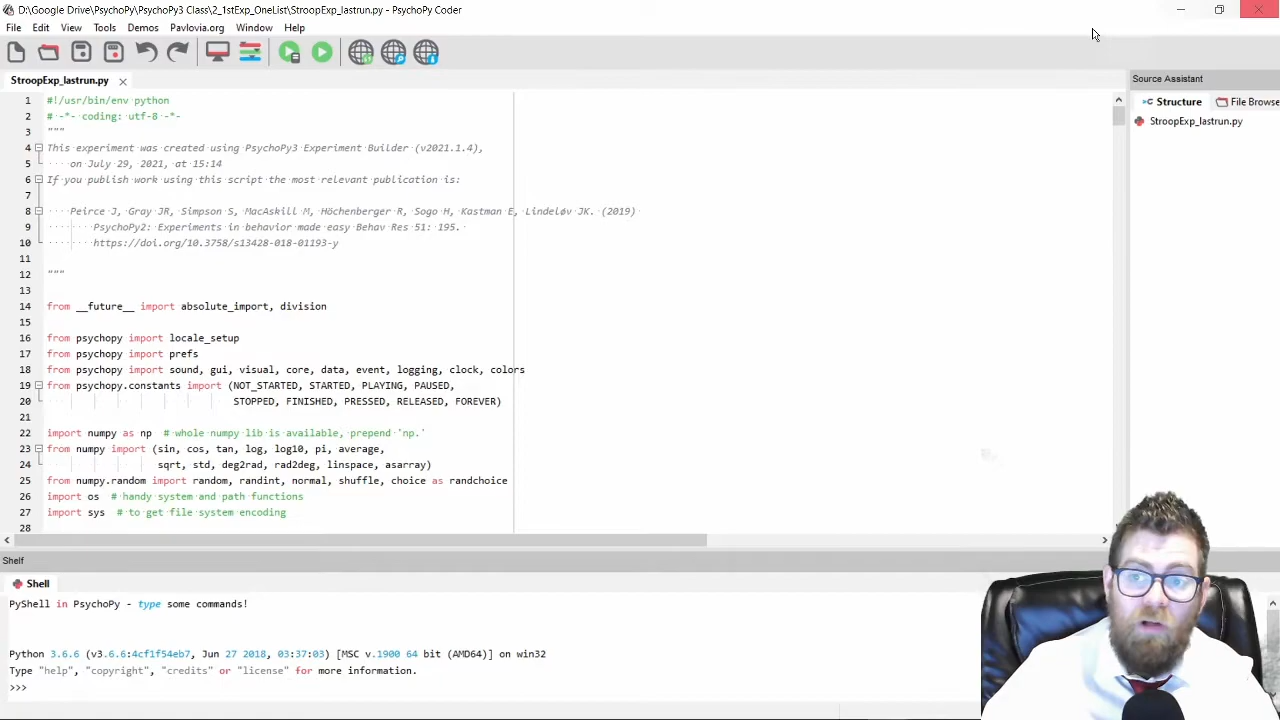 D:\Google Drive\PsychoPy\PsychoPy3 Class\2_1stExp_OneList\StroopExp_lastrun.py - PsychoPy Coder
File Edit View Tools Demos Pavlovia.org Window Help
StroopExp_lastrun.py
Source Assistant
Structure File Browse
StroopExp_lastrun.py
1 #!/usr/bin/env python
2 # -*- coding: utf-8 -*-
3 """
4 This experiment was created using PsychoPy3 Experiment Builder (v2021.1.4),
5 on July 29, 2021, at 15:14
6 If you publish work using this script the most relevant publication is:
7
8 Peirce J, Gray JR, Simpson S, MacAskill M, Höchenberger R, Sogo H, Kastman E, Lindeløv JK. (2019)
9 PsychoPy2: Experiments in behavior made easy Behav Res 51: 195.
10 https://doi.org/10.3758/s13428-018-01193-y
11
12 """
13
14 from __future__ import absolute_import, division
15
16 from psychopy import locale_setup
17 from psychopy import prefs
18 from psychopy import sound, gui, visual, core, data, event, logging, clock, colors
19 from psychopy.constants import (NOT_STARTED, STARTED, PLAYING, PAUSED,
20 STOPPED, FINISHED, PRESSED, RELEASED, FOREVER)
21
22 import numpy as np # whole numpy lib is available, prepend 'np.'
23 from numpy import (sin, cos, tan, log, log10, pi, average,
24 sqrt, std, deg2rad, rad2deg, linspace, asarray)
25 from numpy.random import random, randint, normal, shuffle, choice as randchoice
26 import os # handy system and path functions
27 import sys # to get file system encoding
28
Shelf
Shell
PyShell in PsychoPy - type some commands!
Python 3.6.6 (v3.6.6:4cf1f54eb7, Jun 27 2018, 03:37:03) [MSC v.1900 64 bit (AMD64)] on win32
Type "help", "copyright", "credits" or "license" for more information.
>>>